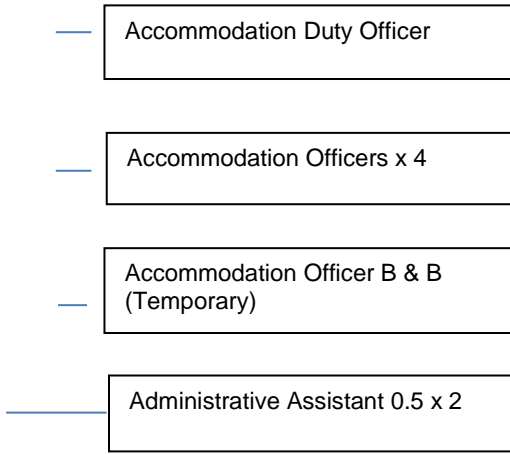 Accommodation Duty Officer
Accommodation Officers x 4
Accommodation Officer B & B
(Temporary)
Administrative Assistant 0.5 x 2